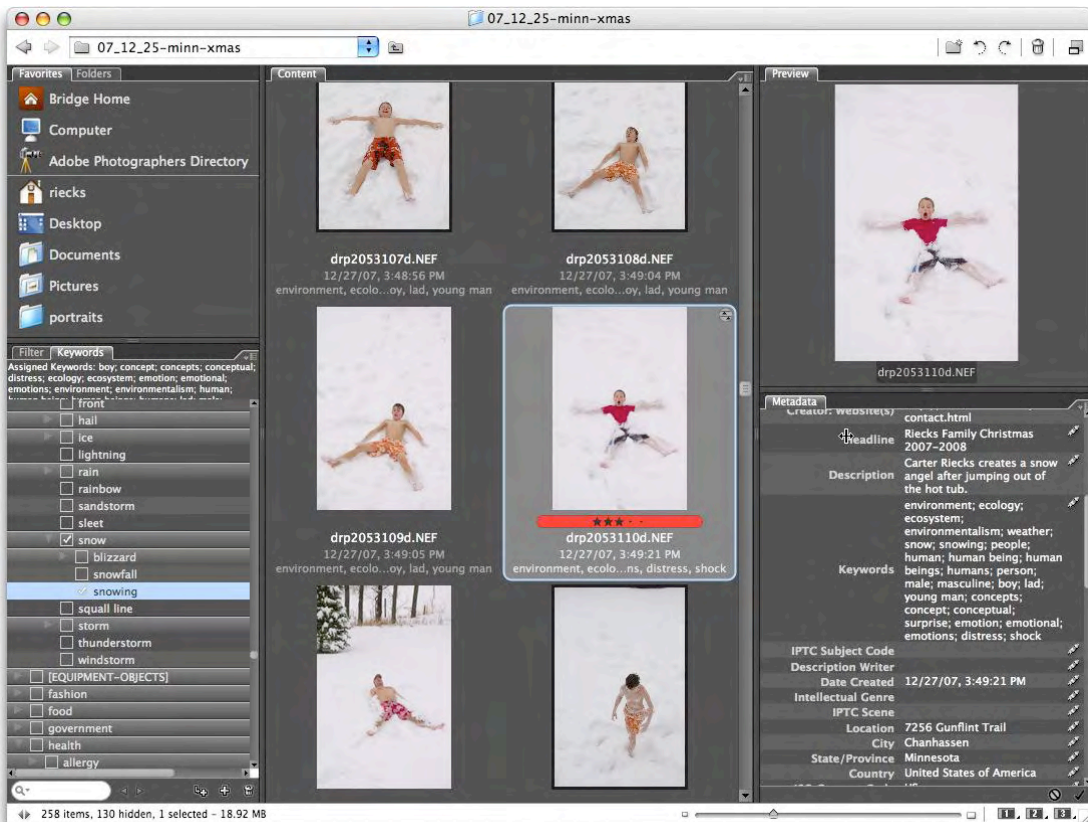 07_12_25-minn-xmas
07_12_25-minn-xmas
Favorites Folders
Bridge Home
Computer
Adobe Photographers Directory
riecks
Desktop
Documents
Pictures
portraits
Filter Keywords
Assigned Keywords: boy; concept; concepts; conceptual;
distress; ecology; ecosystem; emotion; emotional;
emotions; environment; environmentalism; human;
front
hail
ice
lightning
rain
rainbow
sandstorm
sleet
snow
blizzard
snowfall
snowing
squall line
storm
thunderstorm
windstorm
[EQUIPMENT-OBJECTS]
fashion
food
government
health
allergy
Content
drp2053107d.NEF
12/27/07, 3:48:56 PM
environment, ecolo...oy, lad, young man
drp2053108d.NEF
12/27/07, 3:49:04 PM
environment, ecolo...oy, lad, young man
drp2053109d.NEF
12/27/07, 3:49:05 PM
environment, ecolo...oy, lad, young man
drp2053110d.NEF
12/27/07, 3:49:21 PM
environment, ecolo...ns, distress, shock
Preview
drp2053110d.NEF
Metadata
Creator: Website(s) contact.html
Headline Riecks Family Christmas
2007-2008
Description Carter Riecks creates a snow
angel after jumping out of
the hot tub.
Keywords environment; ecology;
ecosystem;
environmentalism; weather;
snow; snowing; people;
human; human being; human
beings; humans; person;
male; masculine; boy; lad;
young man; concepts;
concept; conceptual;
surprise; emotion; emotional;
emotions; distress; shock
IPTC Subject Code
Description Writer
Date Created 12/27/07, 3:49:21 PM
Intellectual Genre
IPTC Scene
Location 7256 Gunflint Trail
City Chanhassen
State/Province Minnesota
Country United States of America
258 items, 130 hidden, 1 selected - 18.92 MB
1 2 3